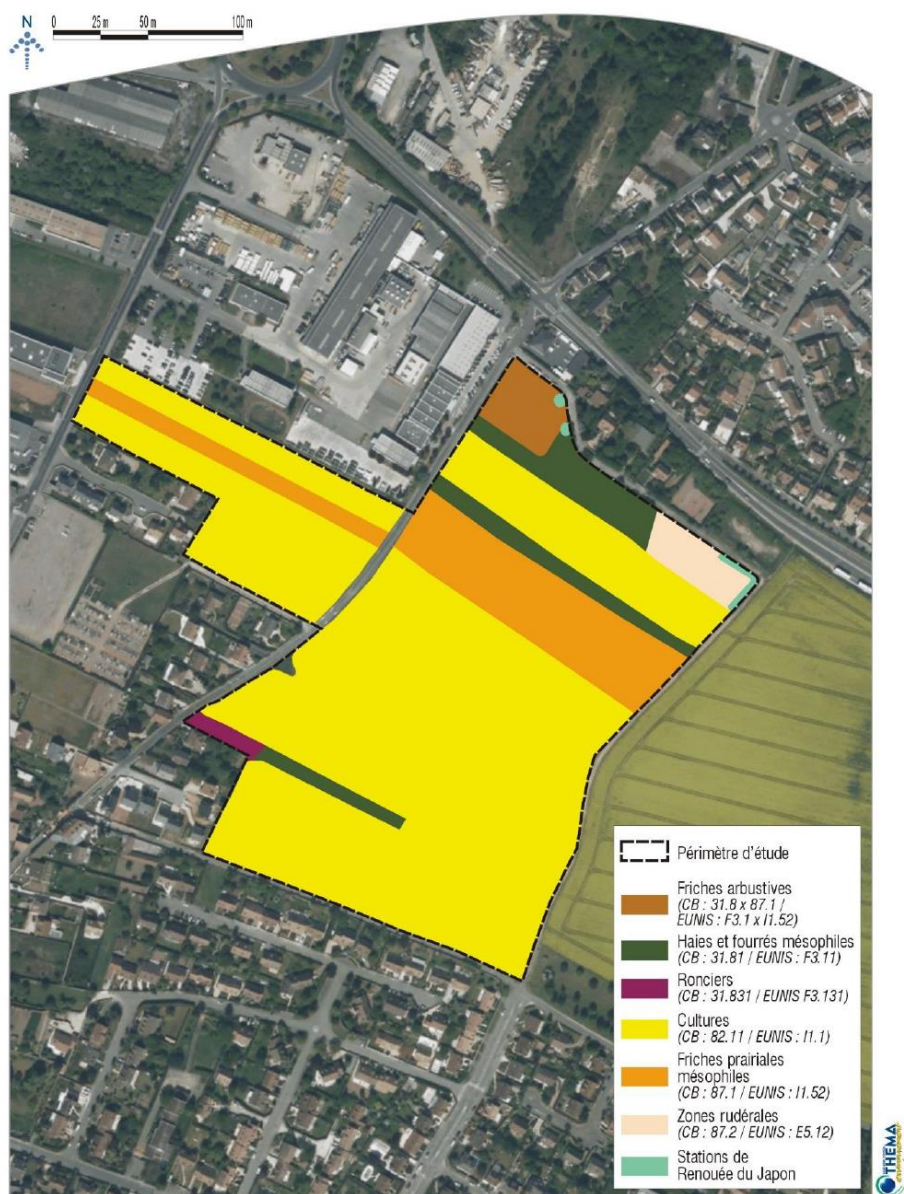 N
0 25 m 50 m 100 m
Périmètre d'étude
Friches arbustives
(CB : 31.8 x 87.1 /
EUNIS : F3.1 x I1.52)
Haies et fourrés mésophiles
(CB : 31.81 / EUNIS : F3.11)
Ronciers
(CB : 31.831 / EUNIS F3.131)
Cultures
(CB : 82.11 / EUNIS : I1.1)
Friches prairiales
mésophiles
(CB : 87.1 / EUNIS : I1.52)
Zones rudérales
(CB : 87.2 / EUNIS : E5.12)
Stations de
Renouée du Japon
THEMA